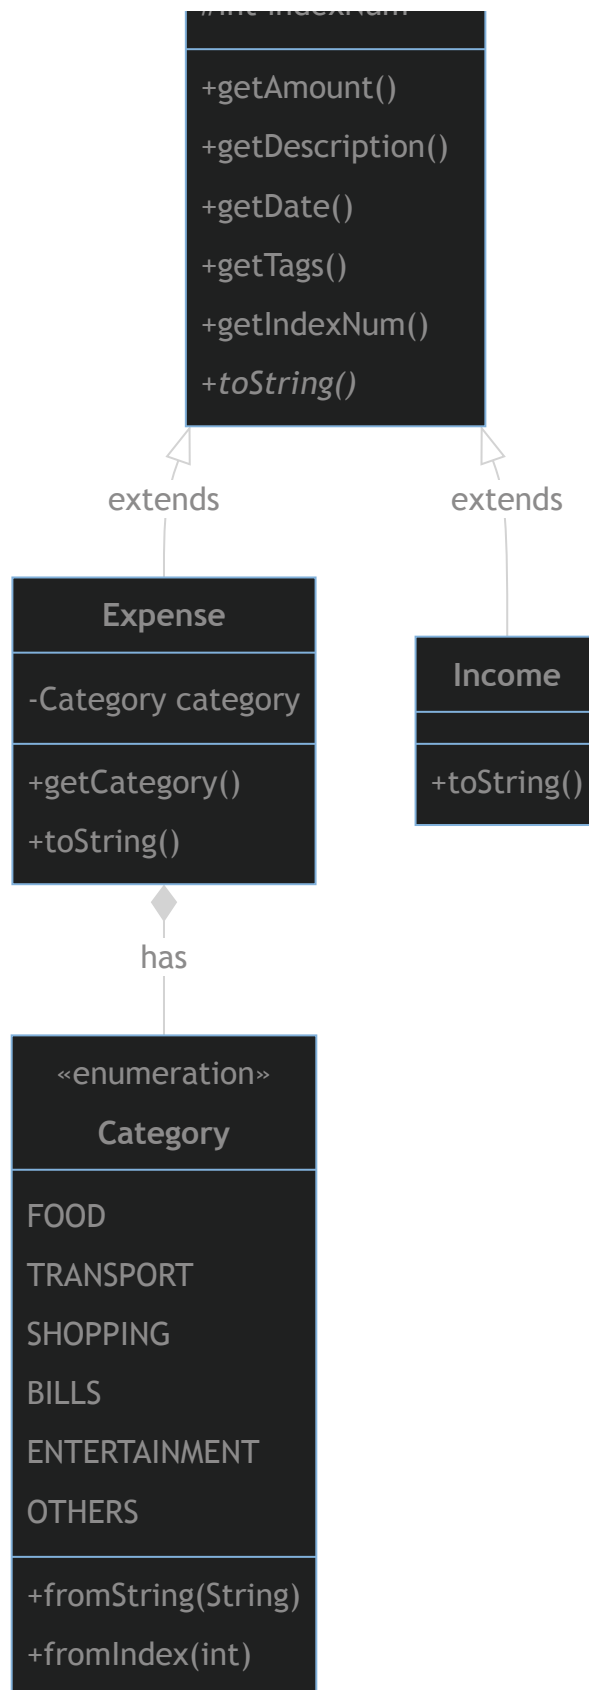 +getAmount()
+getDescription()
+getDate()
+getTags()
+getIndexNum()
+toString()
extends
extends
Expense
-Category category
+getCategory()
+toString()
Income
+toString()
has
«enumeration»
Category
FOOD
TRANSPORT
SHOPPING
BILLS
ENTERTAINMENT
OTHERS
+fromString(String)
+fromIndex(int)